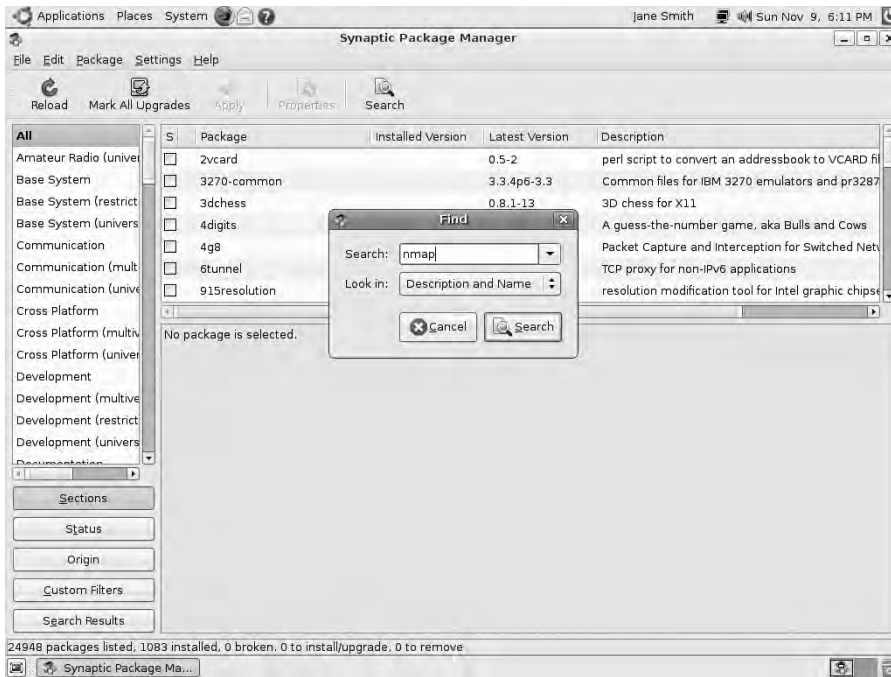 Applications Places System Jane Smith Sun Nov 9, 6:11 PM
Synaptic Package Manager
File Edit Package Settings Help
Reload Mark All Upgrades Apply Properties Search
All
Amateur Radio (univer
Base System
Base System (restrict
Base System (univers
Communication
Communication (mult
Communication (unive
Cross Platform
Cross Platform (multiv
Cross Platform (univer
Development
Development (multive
Development (restrict
Development (univers
Documentation
S Package Installed Version Latest Version Description
2vcard 0.5-2 perl script to convert an addressbook to VCARD fil
3270-common 3.3.4p6-3.3 Common files for IBM 3270 emulators and pr3287
3dchess 0.8.1-13 3D chess for X11
4digits A guess-the-number game, aka Bulls and Cows
4g8 Packet Capture and Interception for Switched Netw
6tunnel TCP proxy for non-IPv6 applications
915resolution resolution modification tool for Intel graphic chipse
Find
Search: nmap
Look in: Description and Name
Cancel Search
No package is selected.
Sections
Status
Origin
Custom Filters
Search Results
24948 packages listed, 1083 installed, 0 broken. 0 to install/upgrade, 0 to remove
Synaptic Package Ma...